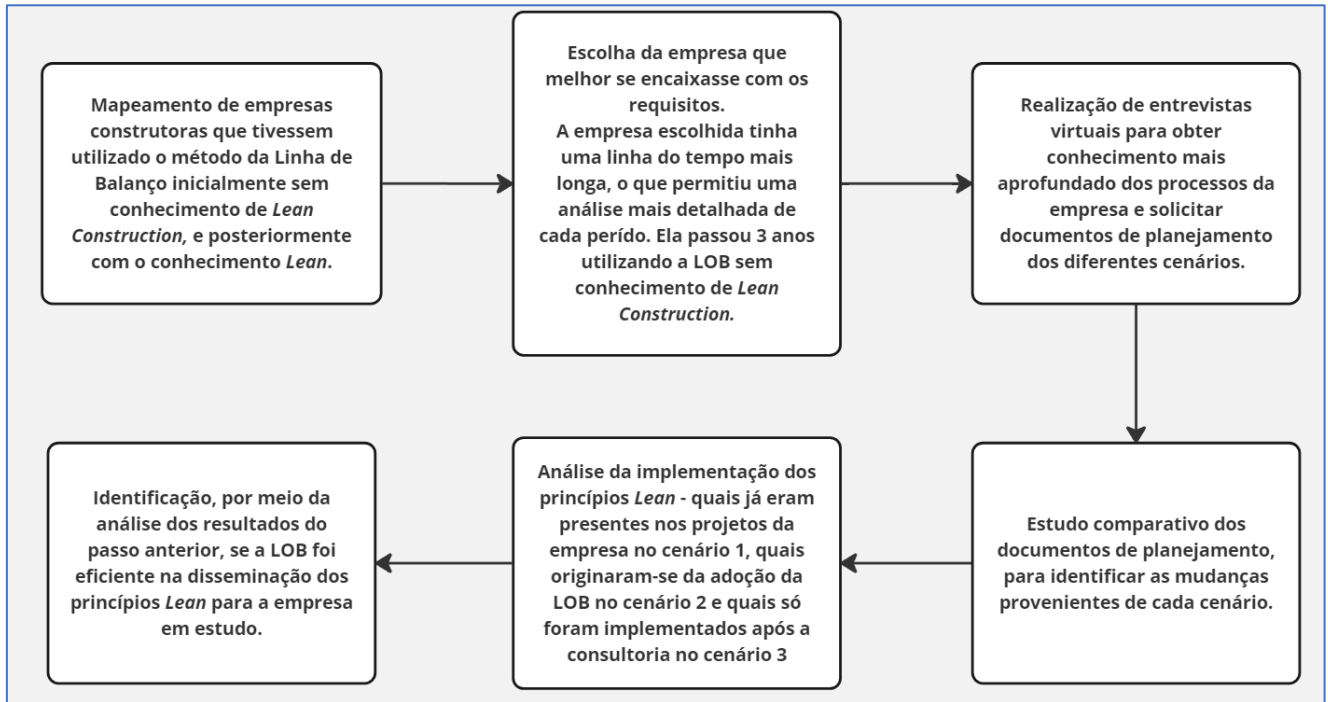 Mapeamento de empresas
construtoras que tivessem
utilizado o método da Linha de
Balanço inicialmente sem
conhecimento de Lean
Construction, e posteriormente
com o conhecimento Lean.
Escolha da empresa que
melhor se encaixasse com os
requisitos.
A empresa escolhida tinha
uma linha do tempo mais
longa, o que permitiu uma
análise mais detalhada de
cada perído. Ela passou 3 anos
utilizando a LOB sem
conhecimento de Lean
Construction.
Realização de entrevistas
virtuais para obter
conhecimento mais
aprofundado dos processos da
empresa e solicitar
documentos de planejamento
dos diferentes cenários.
Estudo comparativo dos
documentos de planejamento,
para identificar as mudanças
provenientes de cada cenário.
Análise da implementação dos
princípios Lean - quais já eram
presentes nos projetos da
empresa no cenário 1, quais
originaram-se da adoção da
LOB no cenário 2 e quais só
foram implementados após a
consultoria no cenário 3
Identificação, por meio da
análise dos resultados do
passo anterior, se a LOB foi
eficiente na disseminação dos
princípios Lean para a empresa
em estudo.